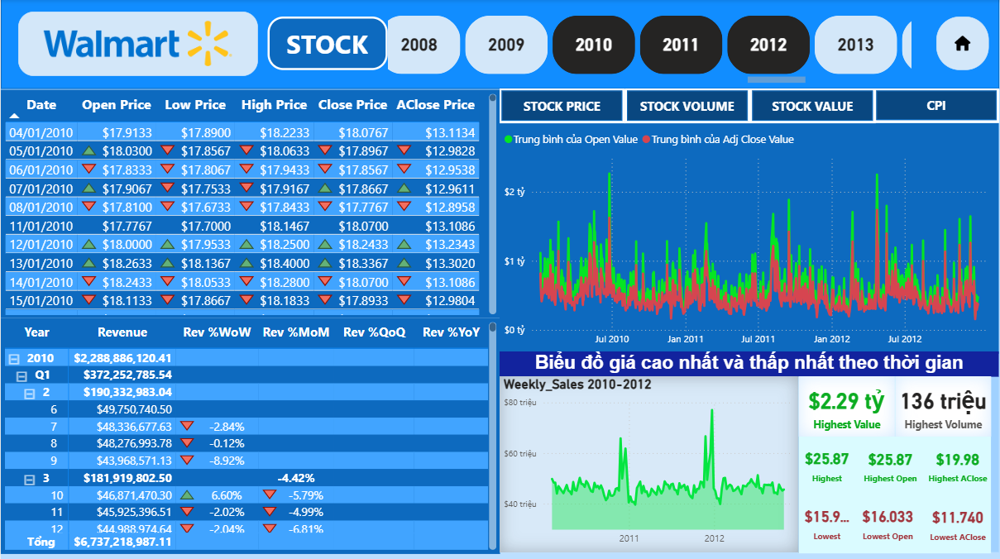 Walmart STOCK 2008 2009 2010 2011 2012 2013
Date Open Price Low Price High Price Close Price AClose Price
04/01/2010 $17.9133 $17.8900 $18.2233 $18.0767 $13.1134
05/01/2010 $18.0300 $17.8567 $18.0633 $17.8967 $12.9828
06/01/2010 $17.8333 $17.8067 $17.9433 $17.8567 $12.9538
07/01/2010 $17.9067 $17.7533 $17.9167 $17.8667 $12.9611
08/01/2010 $17.8100 $17.6733 $17.8433 $17.7767 $12.8958
11/01/2010 $17.7767 $17.7000 $18.1467 $18.0700 $13.1086
12/01/2010 $18.0000 $17.9533 $18.2500 $18.2433 $13.2343
13/01/2010 $18.2633 $18.1367 $18.4000 $18.3367 $13.3020
14/01/2010 $18.2433 $18.0533 $18.2800 $18.0700 $13.1086
15/01/2010 $18.1133 $17.8667 $18.1833 $17.8933 $12.9804
Year Revenue Rev %WoW Rev %MoM Rev %QoQ Rev %YoY
2010 $2,288,886,120.41
Q1 $372,252,785.54
2 $190,332,983.04
6 $49,750,740.50
7 $48,336,677.63 -2.84%
8 $48,276,993.78 -0.12%
9 $43,968,571.13 -8.92%
3 $181,919,802.50 -4.42%
10 $46,871,470.30 6.60% -5.79%
11 $45,925,396.51 -2.02% -4.99%
12 $44,988,974.64 -2.04% -6.81%
Tổng $6,737,218,987.11
STOCK PRICE STOCK VOLUME STOCK VALUE CPI
Trung bình của Open Value Trung bình của Adj Close Value
$2 tỷ
$1 tỷ
$0 tỷ
Jul 2010 Jan 2011 Jul 2011 Jan 2012 Jul 2012
Biểu đồ giá cao nhất và thấp nhất theo thời gian
Weekly_Sales 2010-2012
$80 triệu
$60 triệu
$40 triệu
2011 2012
$2.29 tỷ 136 triệu
Highest Value Highest Volume
$25.87 $25.87 $19.98
Highest Highest Open Highest AClose
$15.9... $16.033 $11.740
Lowest Lowest Open Lowest AClose